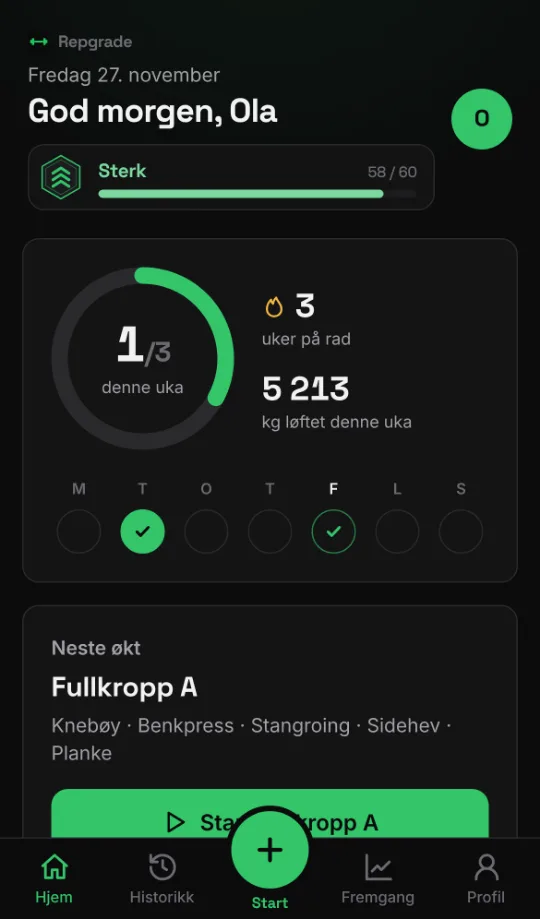 Repgrade
Fredag 27. november
God morgen, Ola
O
Sterk 58 / 60
1/3
denne uka
3
uker på rad
5 213
kg løftet denne uka
M T O T F L S
Neste økt
Fullkropp A
Knebøy · Benkpress · Stangroing · Sidehev ·
Planke
kropp A
Hjem Historikk Start Fremgang Profil